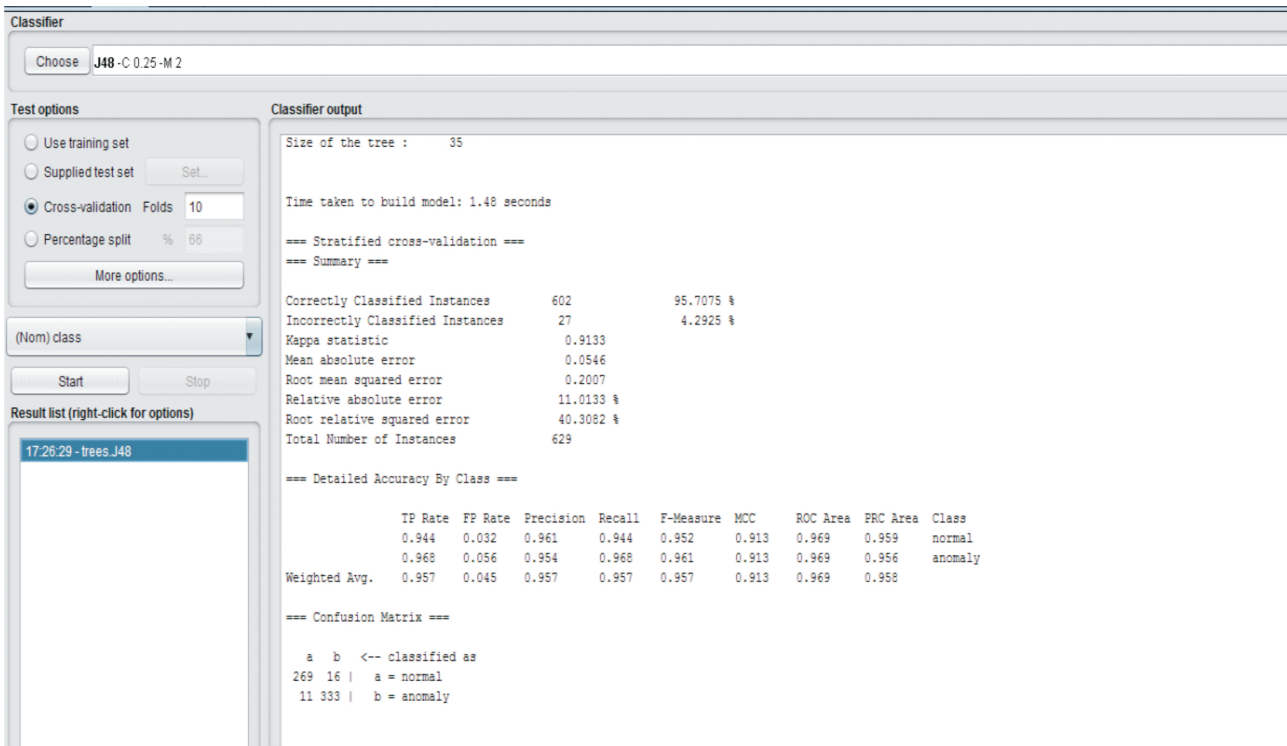 Classifier
Choose J48 -C 0.25 -M 2
Test options
Use training set
Supplied test set Set...
Cross-validation Folds 10
Percentage split % 66
More options...
(Nom) class
Start Stop
Result list (right-click for options)
17:26:29 - trees.J48
Classifier output
Size of the tree : 35
Time taken to build model: 1.48 seconds
=== Stratified cross-validation ===
=== Summary ===
Correctly Classified Instances 602 95.7075 %
Incorrectly Classified Instances 27 4.2925 %
Kappa statistic 0.9133
Mean absolute error 0.0546
Root mean squared error 0.2007
Relative absolute error 11.0133 %
Root relative squared error 40.3082 %
Total Number of Instances 629
=== Detailed Accuracy By Class ===
TP Rate FP Rate Precision Recall F-Measure MCC ROC Area PRC Area Class
0.944 0.032 0.961 0.944 0.952 0.913 0.969 0.959 normal
0.968 0.056 0.954 0.968 0.961 0.913 0.969 0.956 anomaly
Weighted Avg. 0.957 0.045 0.957 0.957 0.957 0.913 0.969 0.958
=== Confusion Matrix ===
a b <-- classified as
269 16 | a = normal
11 333 | b = anomaly